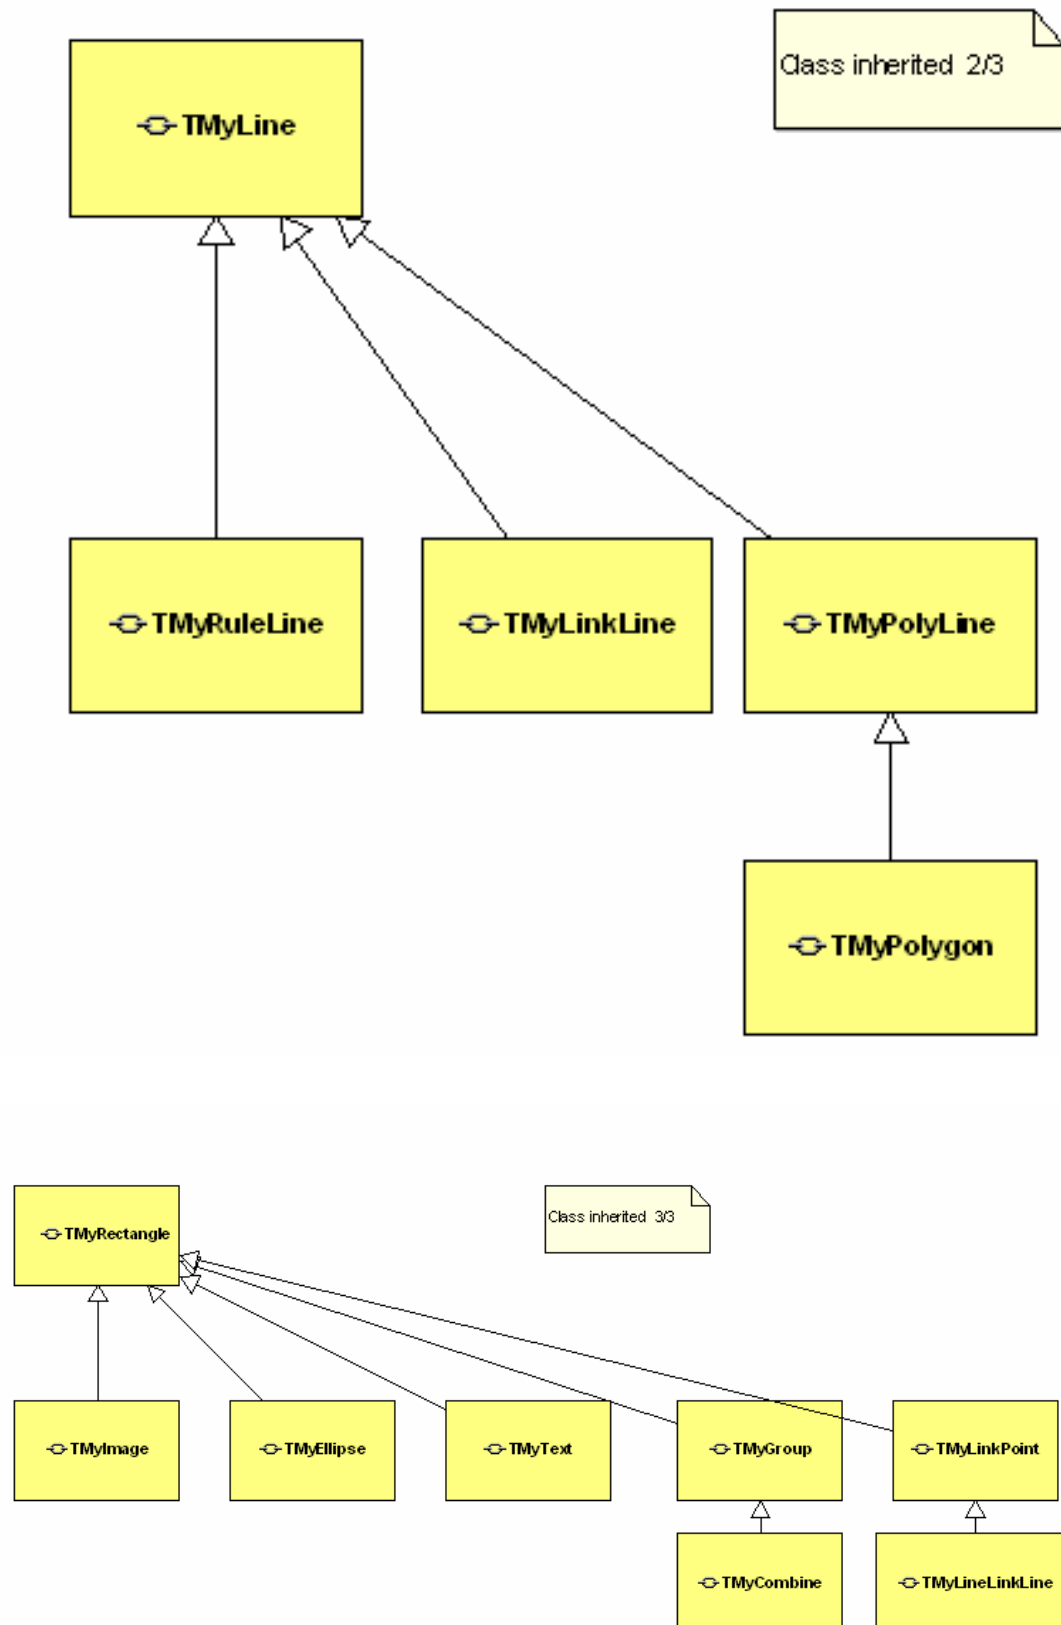 Class inherited 2/3
TMyLine
TMyRuleLine
TMyLinkLine
TMyPolyLine
TMyPolygon
TMyRectangle
Class inherited 3/3
TMyImage
TMyEllipse
TMyText
TMyGroup
TMyLinkPoint
TMyCombine
TMyLineLinkLine